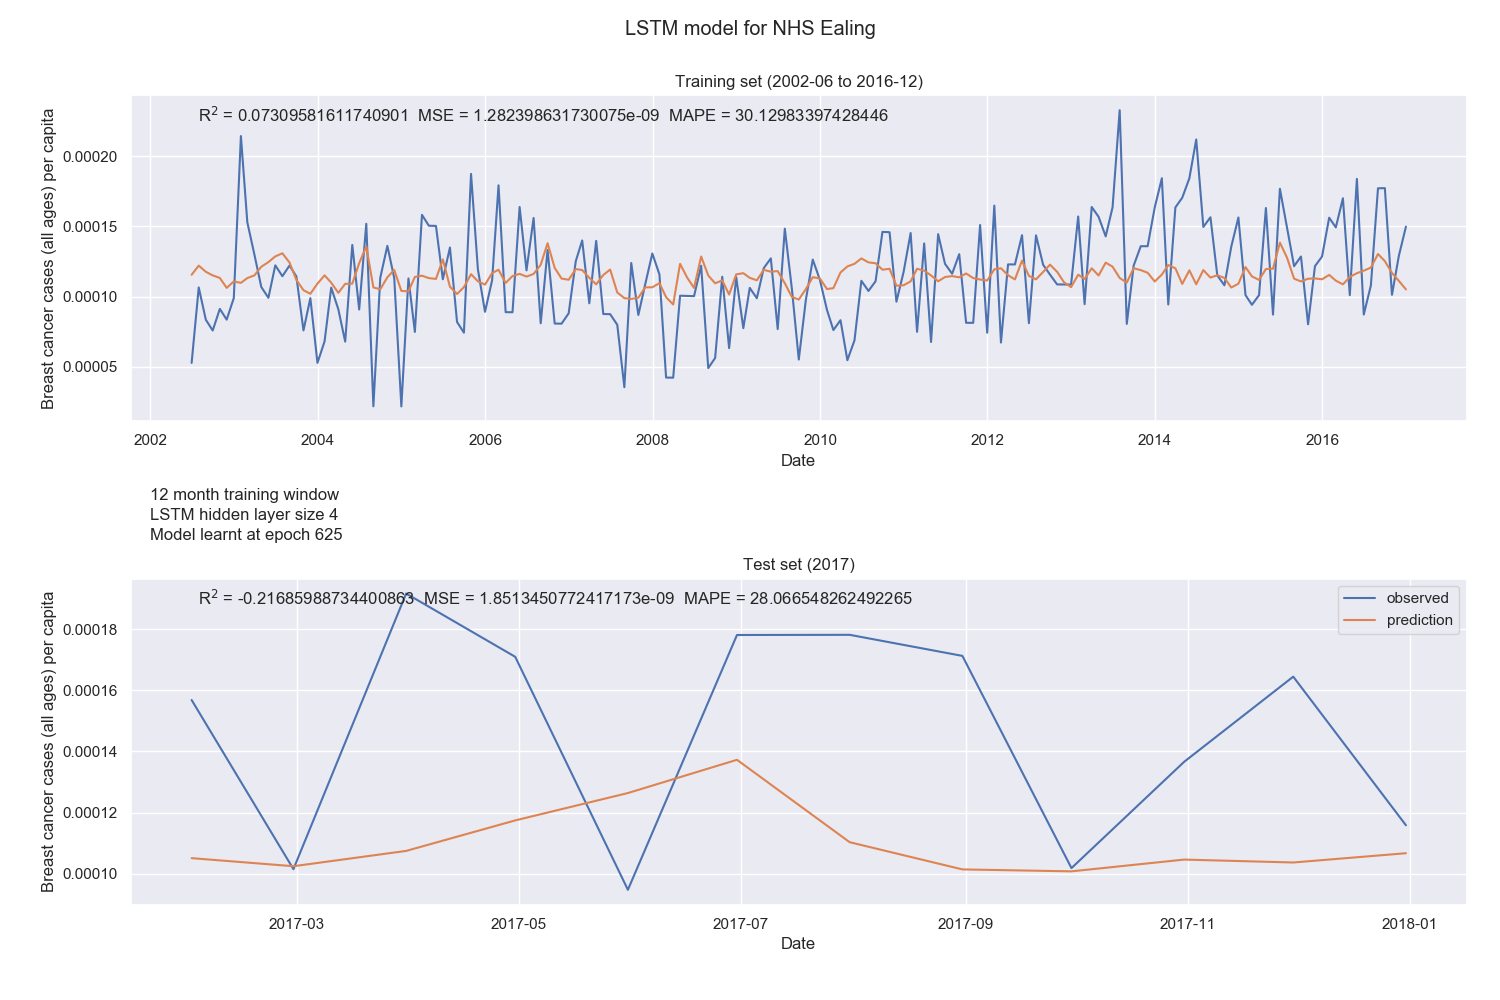 LSTM model for NHS Ealing
Training set (2002-06 to 2016-12)
R² = 0.07309581611740901 MSE = 1.282398631730075e-09 MAPE = 30.12983397428446
Breast cancer cases (all ages) per capita
0.00020
0.00015
0.00010
0.00005
2002 2004 2006 2008 2010 2012 2014 2016
Date
12 month training window
LSTM hidden layer size 4
Model learnt at epoch 625
Test set (2017)
R² = -0.21685988734400863 MSE = 1.8513450772417173e-09 MAPE = 28.066548262492265
observed
prediction
Breast cancer cases (all ages) per capita
0.00018
0.00016
0.00014
0.00012
0.00010
2017-03 2017-05 2017-07 2017-09 2017-11 2018-01
Date